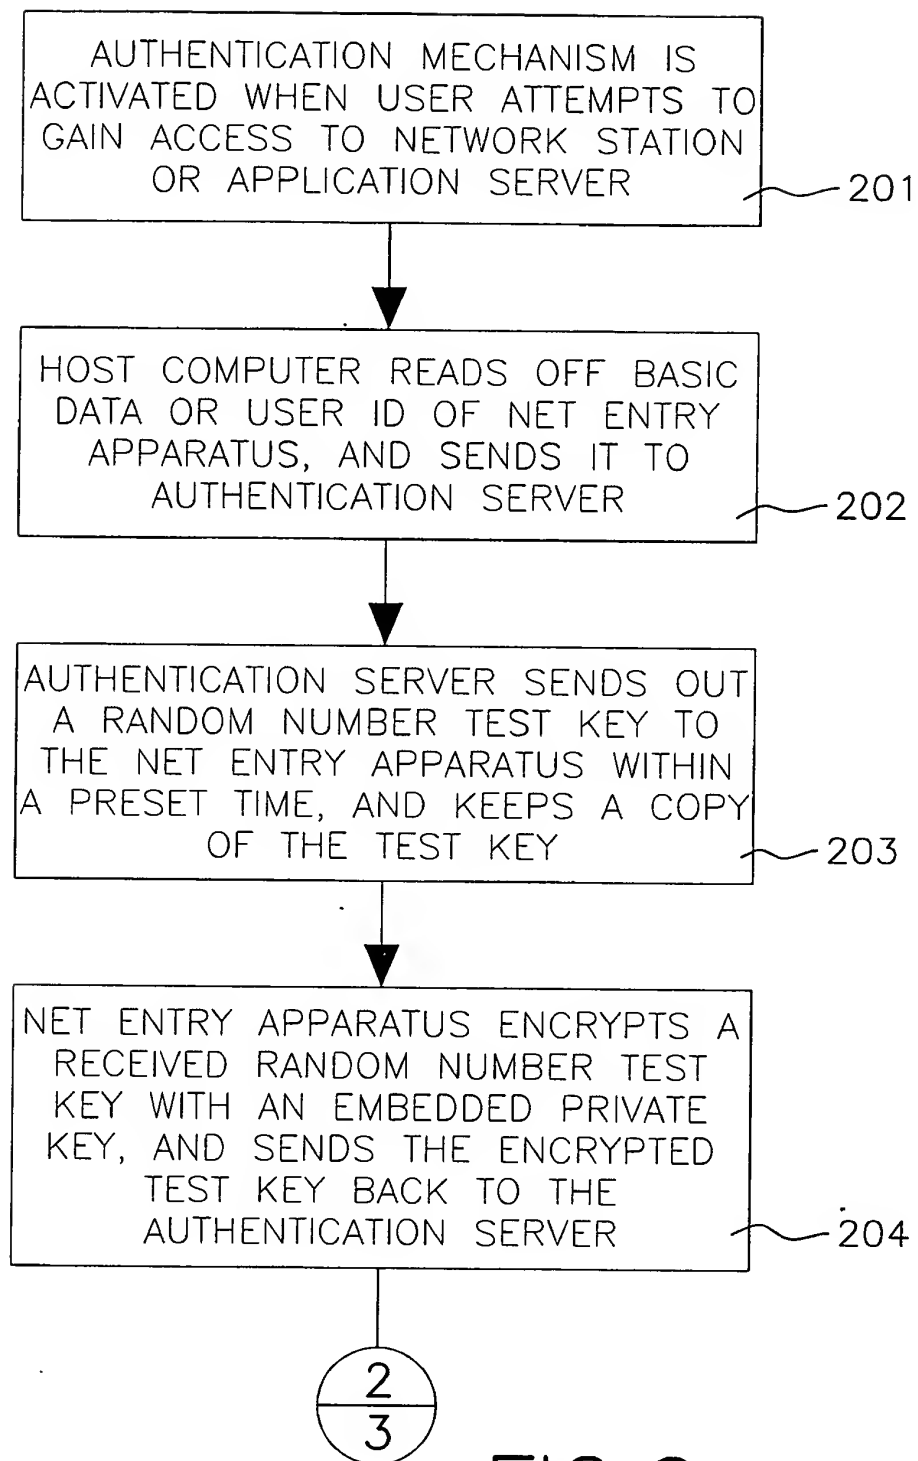 AUTHENTICATION MECHANISM IS
ACTIVATED WHEN USER ATTEMPTS TO
GAIN ACCESS TO NETWORK STATION
OR APPLICATION SERVER
201
HOST COMPUTER READS OFF BASIC
DATA OR USER ID OF NET ENTRY
APPARATUS, AND SENDS IT TO
AUTHENTICATION SERVER
202
AUTHENTICATION SERVER SENDS OUT
A RANDOM NUMBER TEST KEY TO
THE NET ENTRY APPARATUS WITHIN
A PRESET TIME, AND KEEPS A COPY
OF THE TEST KEY
203
NET ENTRY APPARATUS ENCRYPTS A
RECEIVED RANDOM NUMBER TEST
KEY WITH AN EMBEDDED PRIVATE
KEY, AND SENDS THE ENCRYPTED
TEST KEY BACK TO THE
AUTHENTICATION SERVER
204
2
3